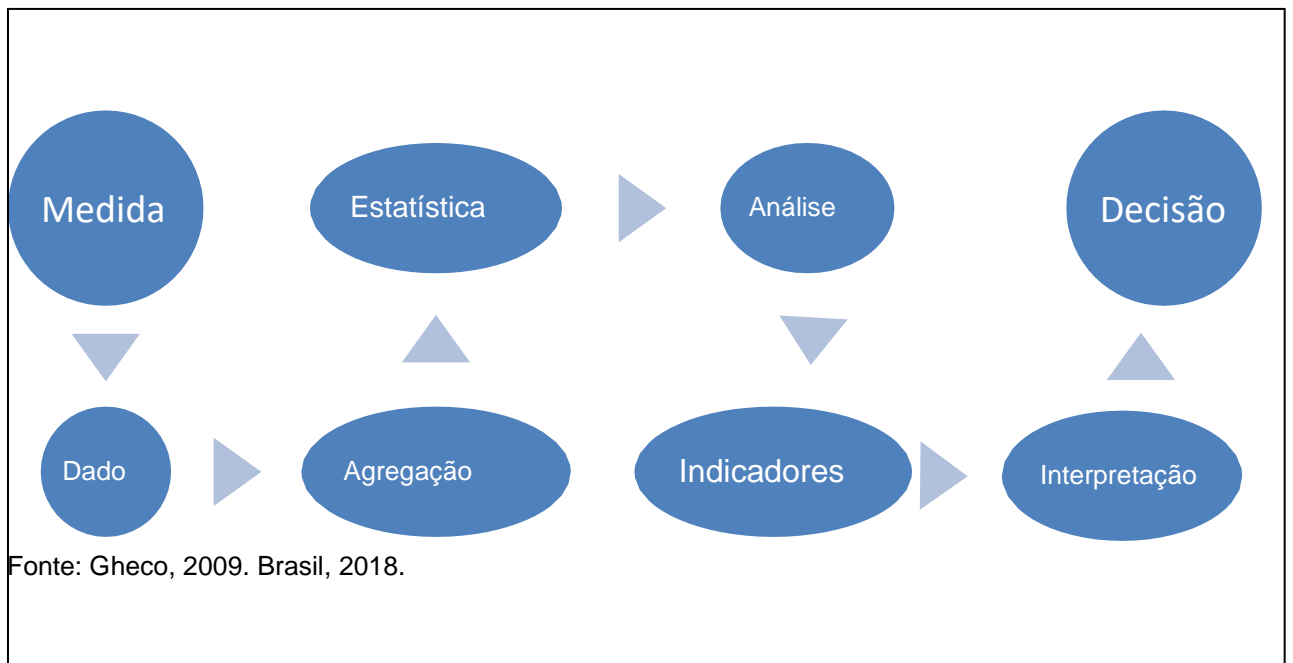 Medida
Estatística
Análise
Decisão
Dado
Agregação
Indicadores
Interpretação
Fonte: Gheco, 2009. Brasil, 2018.